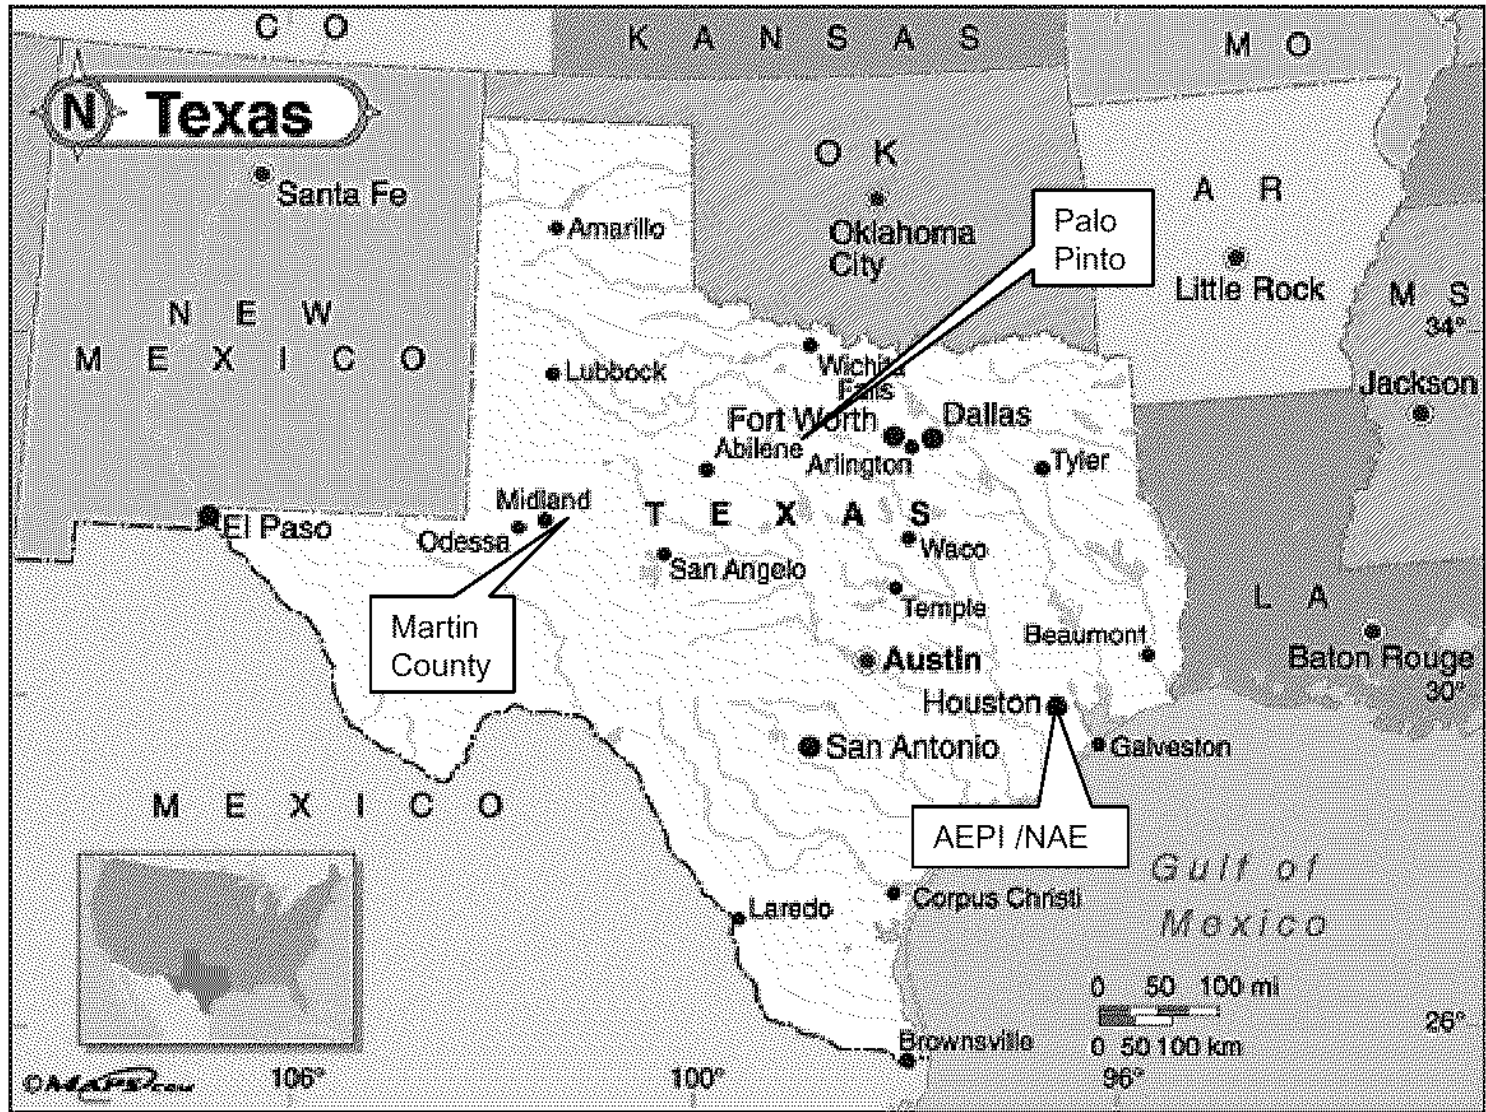 C O
K A N S A S
M O
N Texas
O K
Santa Fe
A R
Palo
Pinto
Amarillo
Oklahoma
City
Little Rock
M S
N E W
34°
M E X I C O
Wichita
Falls
Lubbock
Jackson
Fort Worth
Dallas
Abilene
Arlington
Tyler
Midland
T E X A S
El Paso
Odessa
Waco
San Angelo
Temple
L A
Martin
County
Beaumont
Austin
Baton Rouge
30°
Houston
San Antonio
Galveston
M E X I C O
AEPI /NAE
Gulf of
Mexico
Corpus Christi
Laredo
0 50 100 mi
26°
Brownsville
0 50 100 km
©MAPS.COM
106°
100°
96°